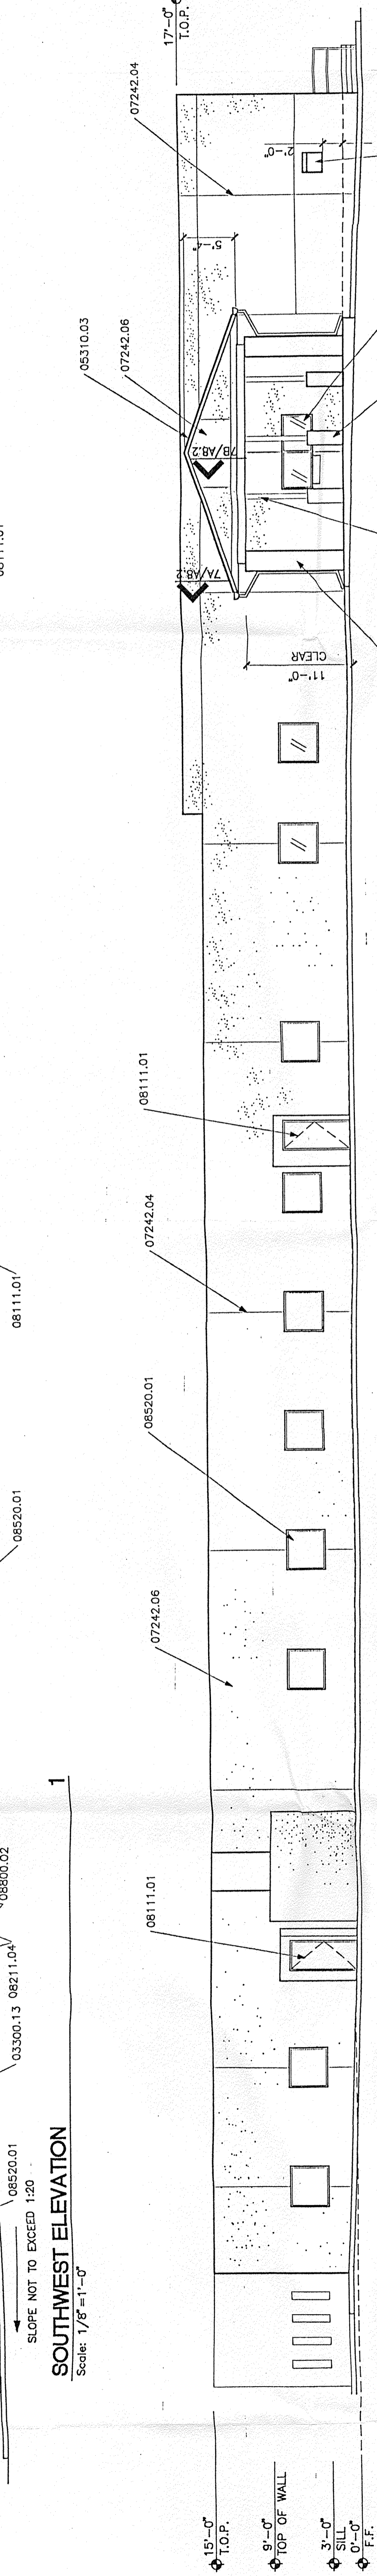 08111.01
08520.01
08800.02
03300.13 08211.04
08520.01
SLOPE NOT TO EXCEED 1:20
SOUTHWEST ELEVATION
1
Scale: 1/8"=1'-0"
08111.01
07242.06
08520.01
07242.04
08111.01
05310.03
07242.06
07242.04
17'-0"
T.O.P.
7A/A8.2
7B/A8.2
5'-4"
2'-0"
11'-0"
CLEAR
15'-0"
T.O.P.
9'-0"
TOP OF WALL
3'-0"
SILL
0'-0"
F.F.